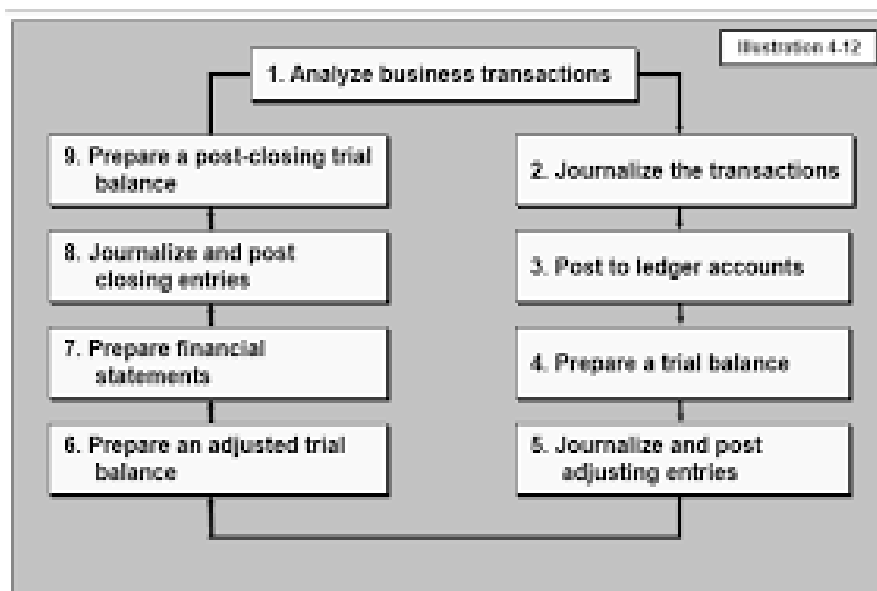 Illustration 4-12
1. Analyze business transactions
2. Journalize the transactions
3. Post to ledger accounts
4. Prepare a trial balance
5. Journalize and post
adjusting entries
6. Prepare an adjusted trial
balance
7. Prepare financial
statements
8. Journalize and post
closing entries
9. Prepare a post-closing trial
balance